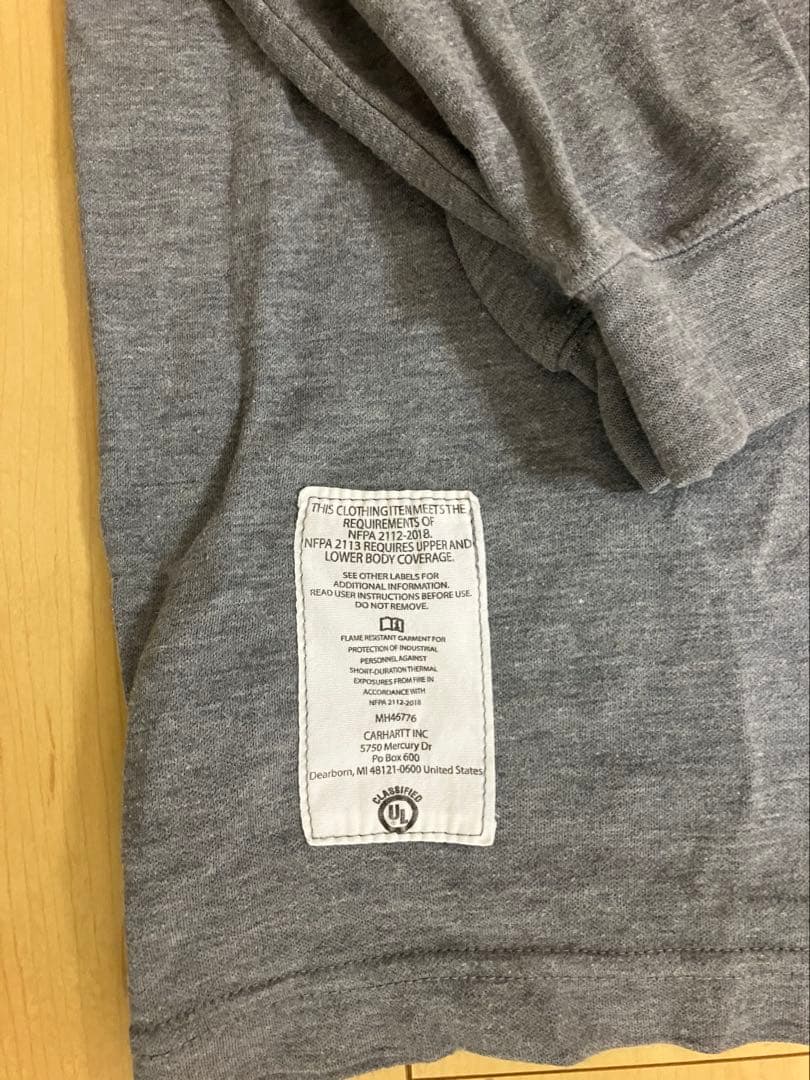 THIS CLOTHING ITEM MEETS THE
REQUIREMENTS OF
NFPA 2112-2018.
NFPA 2113 REQUIRES UPPER AND
LOWER BODY COVERAGE.
SEE OTHER LABELS FOR
ADDITIONAL INFORMATION.
READ USER INSTRUCTIONS BEFORE USE.
DO NOT REMOVE.
FLAME RESISTANT GARMENT FOR
PROTECTION OF INDUSTRIAL
PERSONNEL AGAINST
SHORT-DURATION THERMAL
EXPOSURES FROM FIRE IN
ACCORDANCE WITH
NFPA 2112-2018
MH46776
CARHARTT INC
5750 Mercury Dr
Po Box 600
Dearborn, MI 48121-0600 United States
CLASSIFIED
UL